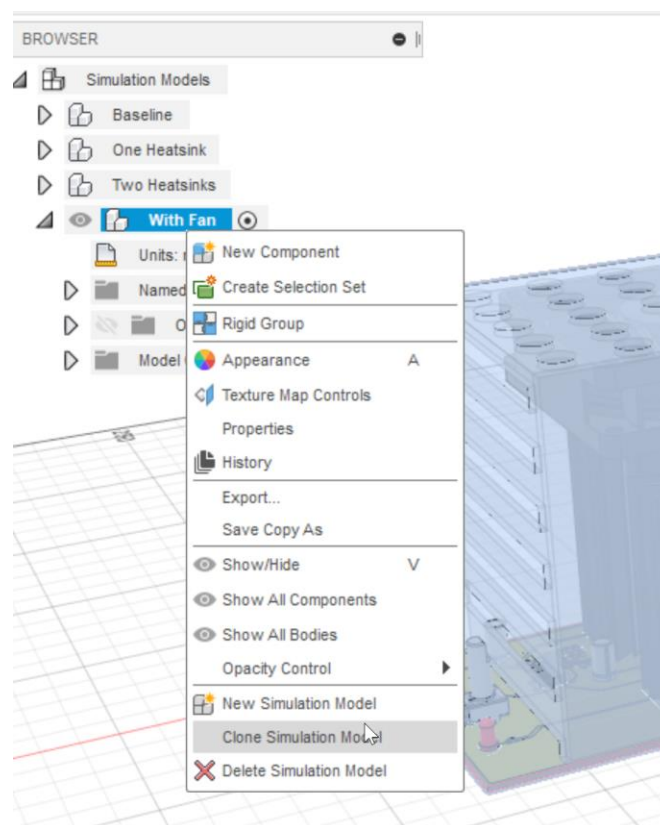 BROWSER
Simulation Models
Baseline
One Heatsink
Two Heatsinks
With Fan
Units:
New Component
Named
Create Selection Set
O
Rigid Group
Model
Appearance A
Texture Map Controls
Properties
History
Export...
Save Copy As
Show/Hide V
Show All Components
Show All Bodies
Opacity Control
New Simulation Model
Clone Simulation Model
Delete Simulation Model